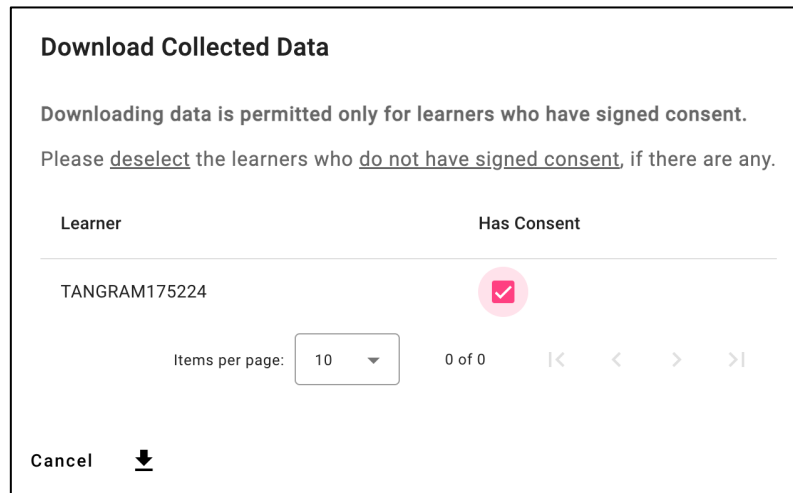 Download Collected Data
Downloading data is permitted only for learners who have signed consent.
Please deselect the learners who do not have signed consent, if there are any.
Learner Has Consent
TANGRAM175224
Items per page: 10 0 of 0
Cancel